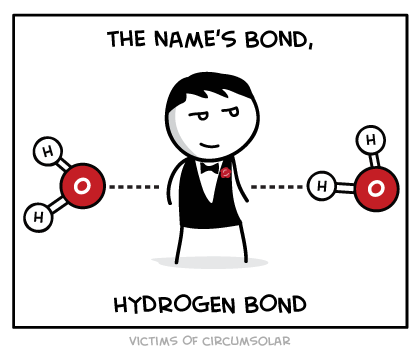 THE NAME'S BOND,
H
H
O
H
H
O
HYDROGEN BOND
VICTIMS OF CIRCUMSOLAR